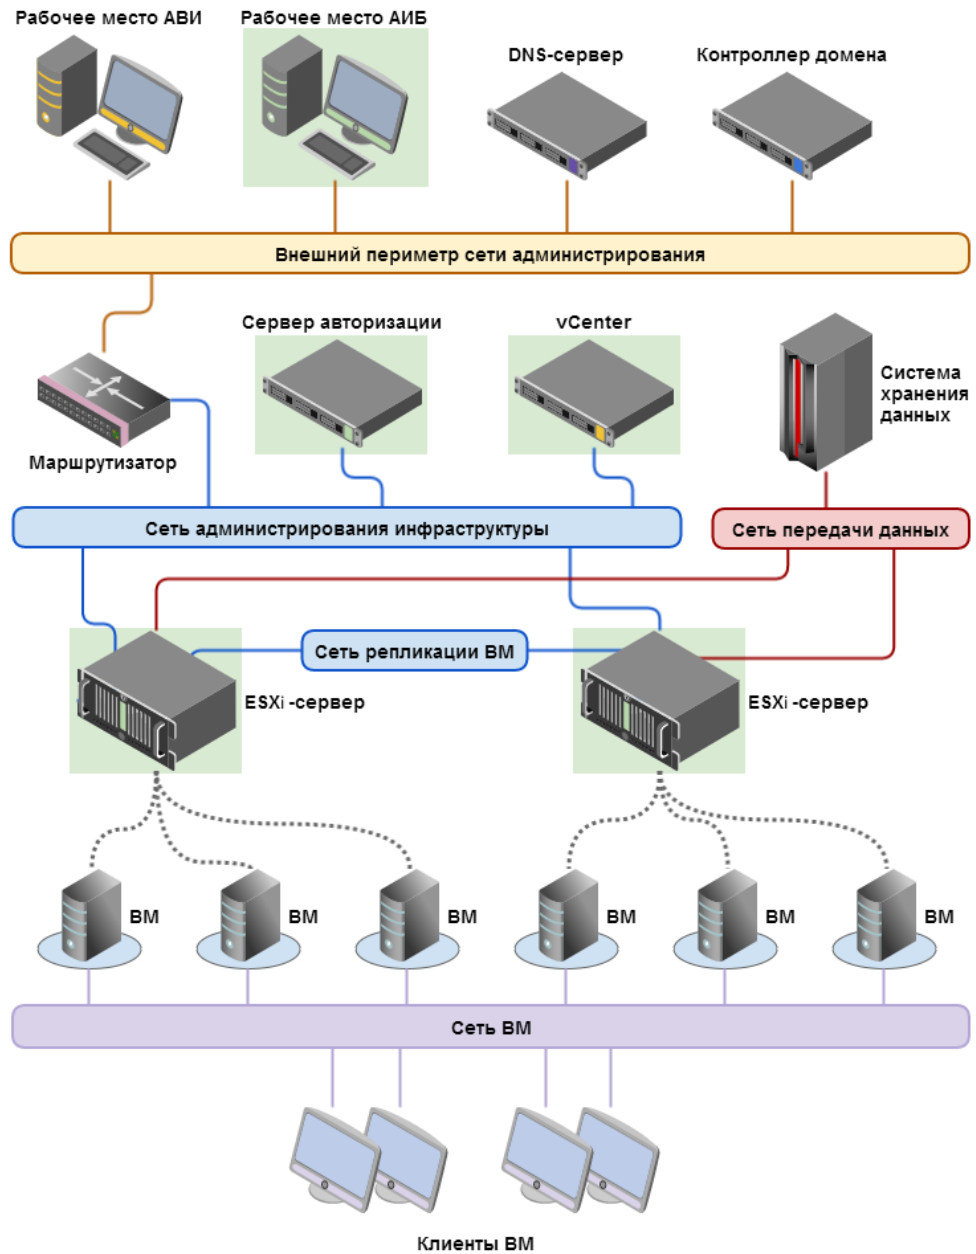 Рабочее место АВИ
Рабочее место АИБ
DNS-сервер
Контроллер домена
Внешний периметр сети администрирования
Сервер авторизации
vCenter
Система
хранения
данных
Маршрутизатор
Сеть администрирования инфраструктуры
Сеть передачи данных
Сеть репликации ВМ
ESXi -сервер
ESXi -сервер
ВМ
ВМ
ВМ
ВМ
ВМ
ВМ
Сеть ВМ
Клиенты ВМ